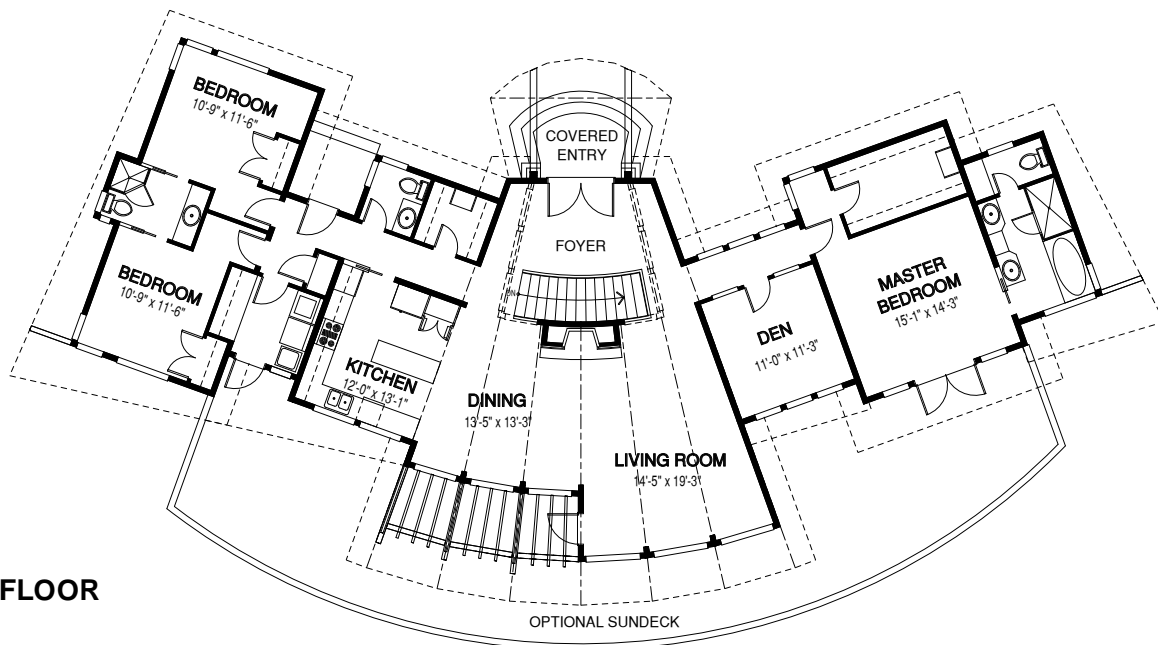 BEDROOM
10'-9" x 11'-6"
COVERED
ENTRY
FOYER
BEDROOM
10'-9" x 11'-6"
MASTER
BEDROOM
15'-1" x 14'-3"
DEN
11'-0" x 11'-3"
KITCHEN
12'-0" x 13'-1"
DINING
13'-5" x 13'-3"
LIVING ROOM
14'-5" x 19'-3"
FLOOR
OPTIONAL SUNDECK